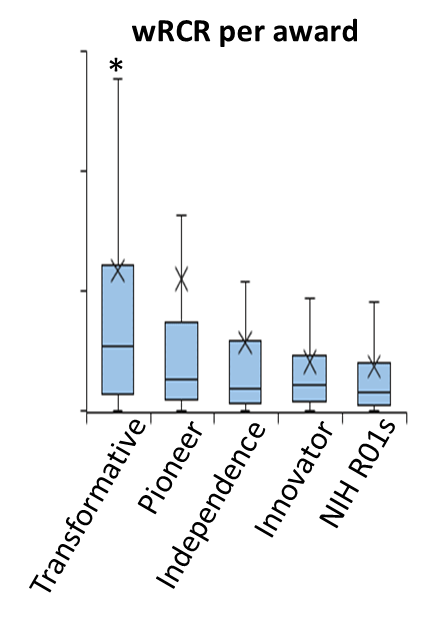 wRCR per award
*
Transformative
Pioneer
Independence
Innovator
NIH R01s